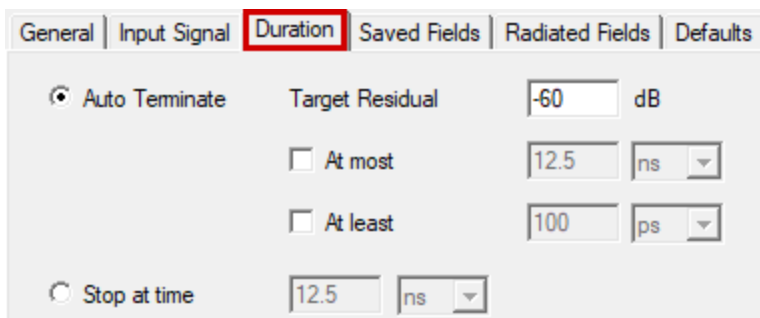 General Input Signal Duration Saved Fields Radiated Fields Defaults
Auto Terminate Target Residual -60 dB
At most 12.5 ns
At least 100 ps
Stop at time 12.5 ns